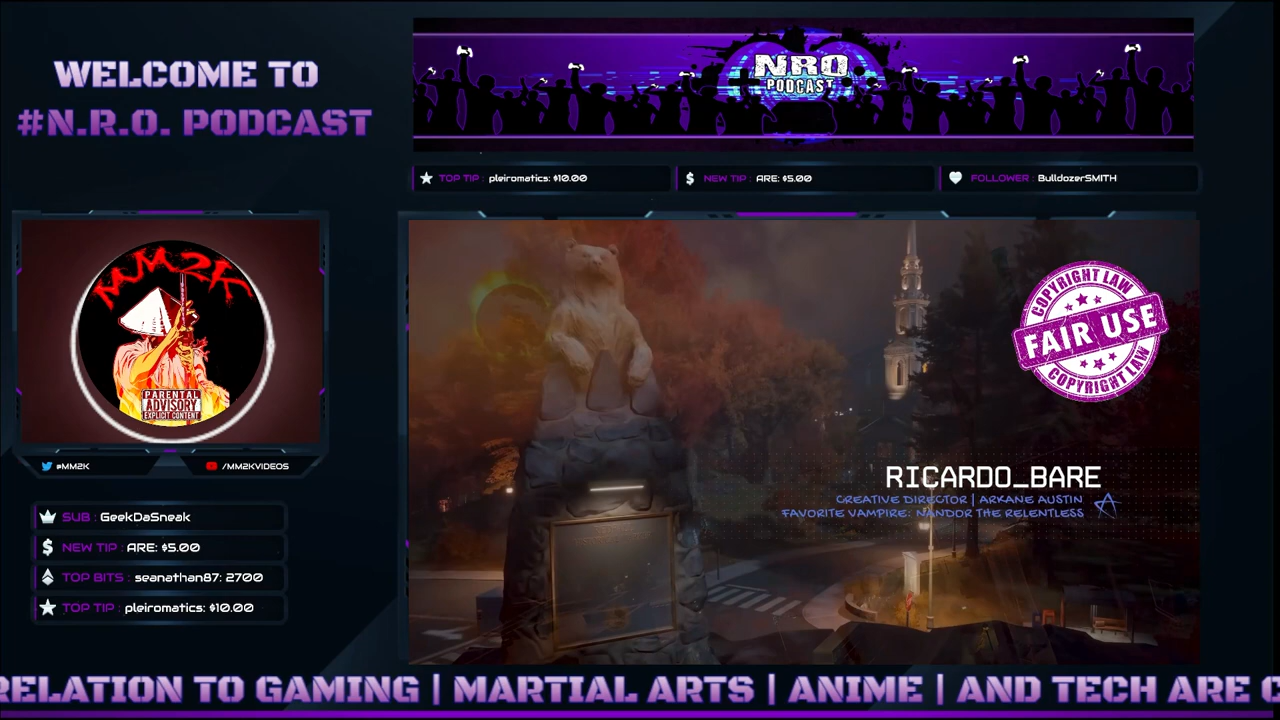 WELCOME TO
#N.R.O. PODCAST
NRO
PODCAST
TOP TIP : pleiromatics: $10.00
NEW TIP : ARE: $5.00
FOLLOWER : BulldozerSMITH
MM2K
PARENTAL
ADVISORY
EXPLICIT CONTENT
@MM2K
/MM2KVIDEOS
SUB : GeekDaSneak
NEW TIP : ARE: $5.00
TOP BITS : seanathan87: 2700
TOP TIP : pleiromatics: $10.00
COPYRIGHT LAW
FAIR USE
COPYRIGHT LAW
RICARDO_BARE
CREATIVE DIRECTOR | ARKANE AUSTIN
FAVORITE VAMPIRE: NANDOR THE RELENTLESS
RELATION TO GAMING | MARTIAL ARTS | ANIME | AND TECH ARE C